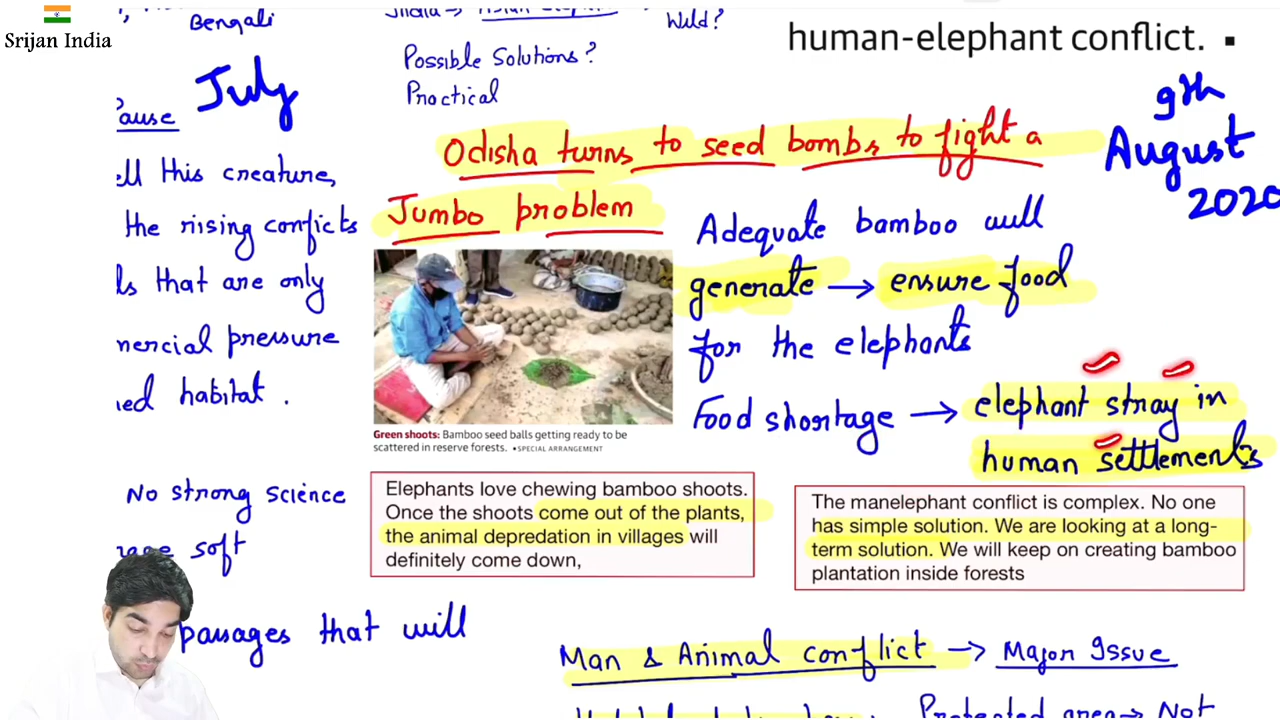 Srijan India
Bengali
Wild?
Possible Solutions?
Practical
human-elephant conflict. ▪
July
9th
August
2020
Odisha turns to seed bombs to fight a
Jumbo problem
ell this creature,
the rising conficts
ls that are only
mercial pressure
habitat .
No strong science
soft
passages that will
Adequate bamboo will
generate → ensure food
for the elephants
Food shortage → elephant stray in
human settlements
Green shoots: Bamboo seed balls getting ready to be
scattered in reserve forests. •SPECIAL ARRANGEMENT
Elephants love chewing bamboo shoots.
Once the shoots come out of the plants,
the animal depredation in villages will
definitely come down,
The manelephant conflict is complex. No one
has simple solution. We are looking at a long-
term solution. We will keep on creating bamboo
plantation inside forests
Man & Animal conflict → Major Issue
Protected area → Not